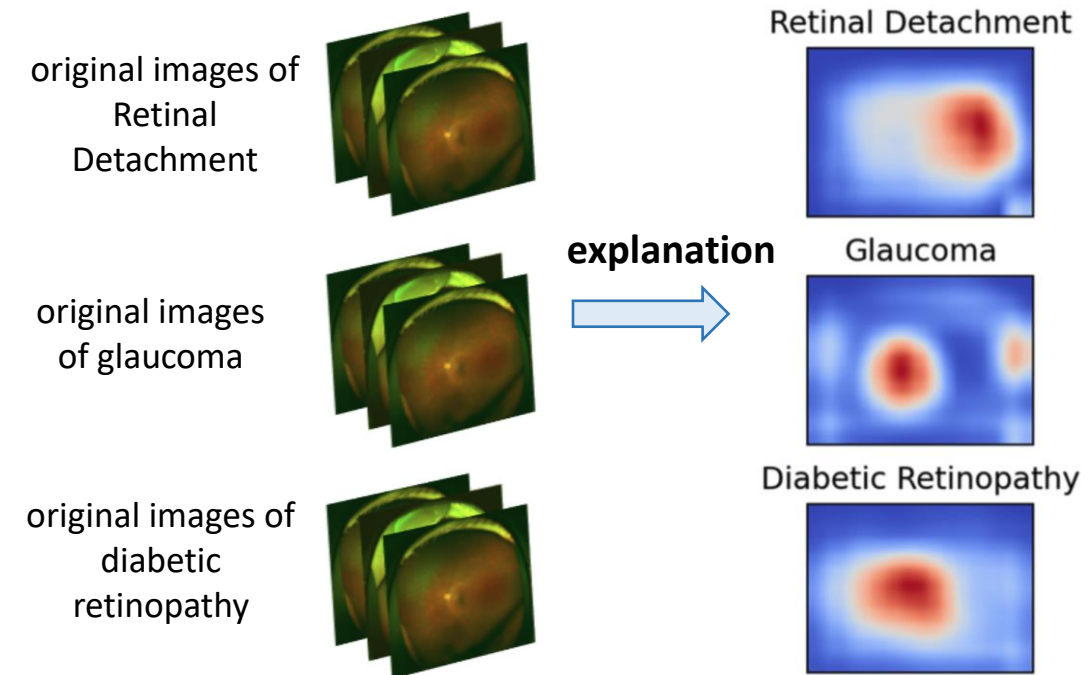 original images of
Retinal
Detachment
Retinal Detachment
explanation
original images
of glaucoma
Glaucoma
original images of
diabetic
retinopathy
Diabetic Retinopathy